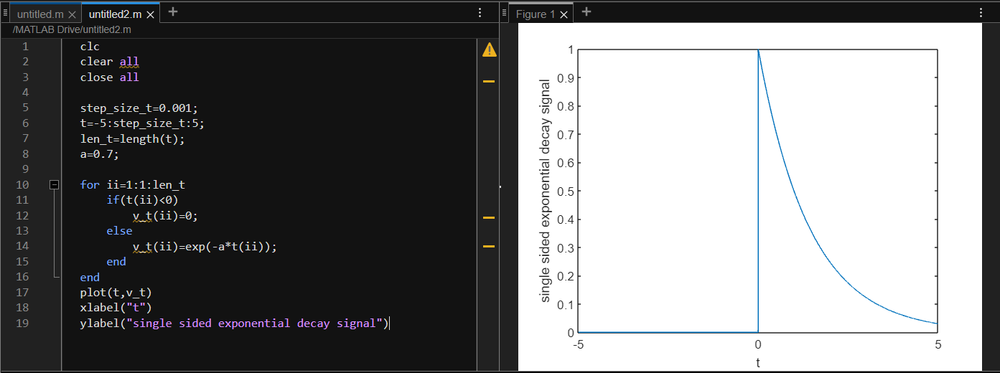 untitled.m
untitled2.m
/MATLAB Drive/untitled2.m
1 clc
2 clear all
3 close all
4
5 step_size_t=0.001;
6 t=-5:step_size_t:5;
7 len_t=length(t);
8 a=0.7;
9
10 for ii=1:1:len_t
11 if(t(ii)<0)
12 v_t(ii)=0;
13 else
14 v_t(ii)=exp(-a*t(ii));
15 end
16 end
17 plot(t,v_t)
18 xlabel("t")
19 ylabel("single sided exponential decay signal")
Figure 1
single sided exponential decay signal
1
0.9
0.8
0.7
0.6
0.5
0.4
0.3
0.2
0.1
0
-5 0 5
t